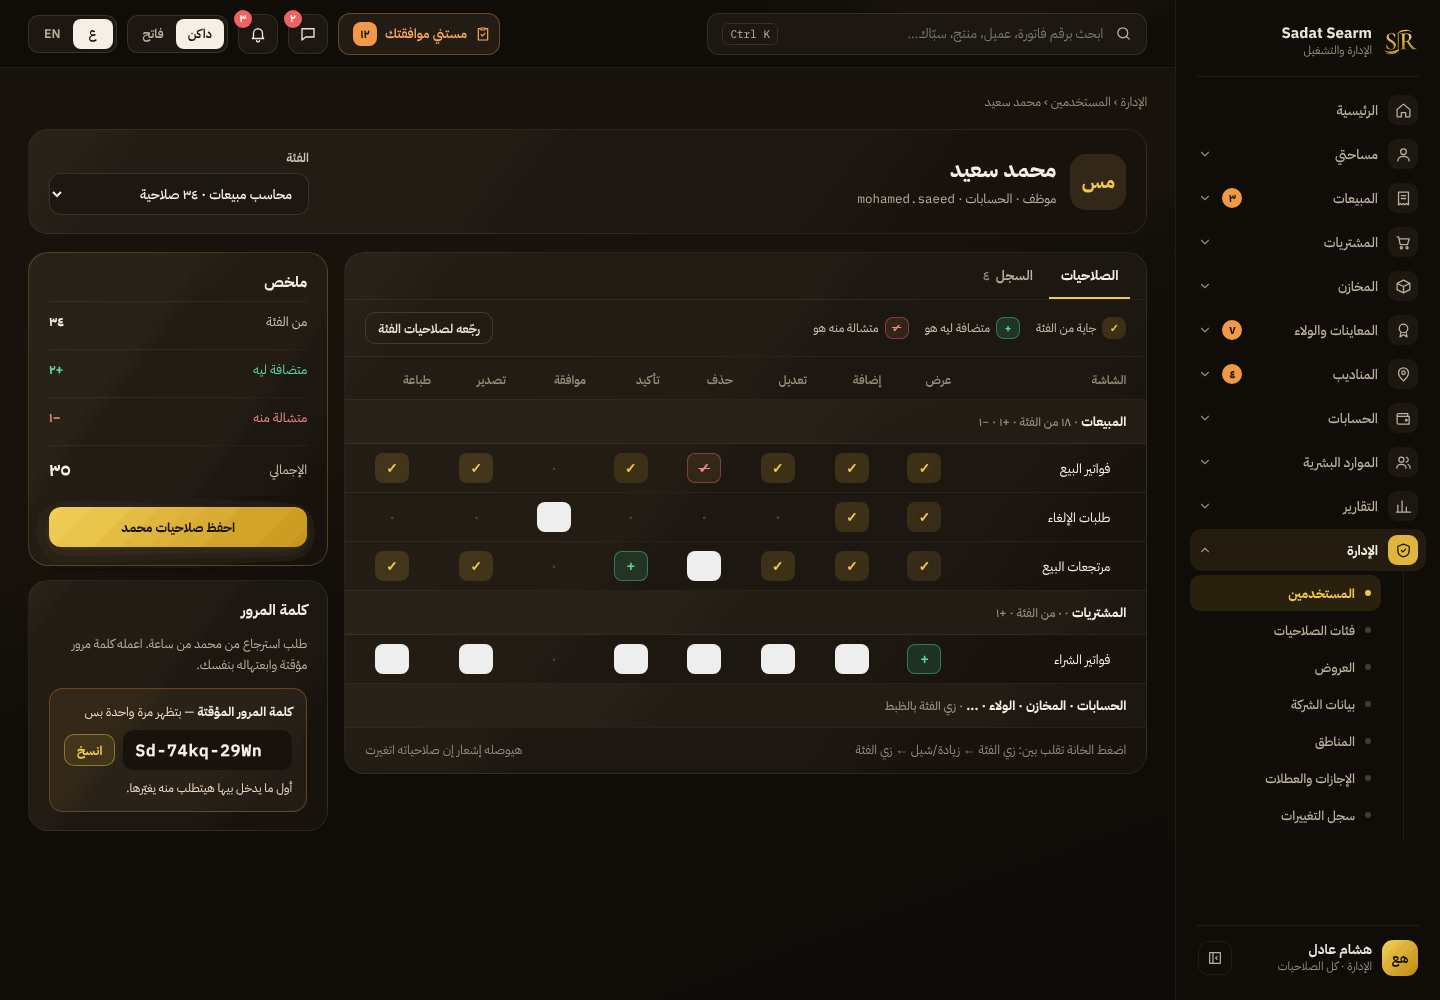 Sadat Searm
الإدارة والتشغيل
الرئيسية
مساحتي
المبيعات ٣
المشتريات
المخازن
المعاينات والولاء ٧
المناديب ٤
الحسابات
الموارد البشرية
التقارير
الإدارة
المستخدمين
فئات الصلاحيات
العروض
بيانات الشركة
المناطق
الإجازات والعطلات
سجل التغييرات
هع
هشام عادل
الإدارة · كل الصلاحيات
ابحث برقم فاتورة، عميل، منتج، سبّاك... Ctrl K
مستني موافقتك ١٢
٢
٣
داكن فاتح
ع EN
الإدارة › المستخدمين › محمد سعيد
مس
محمد سعيد
موظف · الحسابات · mohamed.saeed
الفئة
محاسب مبيعات · ٣٤ صلاحية
الصلاحيات السجل ٤
✓ جاية من الفئة + متضافة ليه هو ✓ متشالة منه هو رجّعه لصلاحيات الفئة
الشاشة عرض إضافة تعديل حذف تأكيد موافقة تصدير طباعة
المبيعات · ١٨ من الفئة · +١ · −١
فواتير البيع ✓ ✓ ✓ ✓ ✓ · ✓ ✓
طلبات الإلغاء ✓ ✓ · · · · ·
مرتجعات البيع ✓ ✓ ✓ + · ✓ ✓
المشتريات · ٠ من الفئة · +١
فواتير الشراء + ·
الحسابات · المخازن · الولاء · ... · زي الفئة بالظبط
اضغط الخانة تقلب بين: زي الفئة ← زيادة/شيل ← زي الفئة هيوصله إشعار إن صلاحياته اتغيرت
ملخص
من الفئة ٣٤
متضافة ليه +٢
متشالة منه −١
الإجمالي ٣٥
احفظ صلاحيات محمد
كلمة المرور
طلب استرجاع من محمد من ساعة. اعمله كلمة مرور
مؤقتة وابعتهاله بنفسك.
كلمة المرور المؤقتة — بتظهر مرة واحدة بس
Sd-74kq-29Wn انسخ
أول ما يدخل بيها هيتطلب منه يغيّرها.